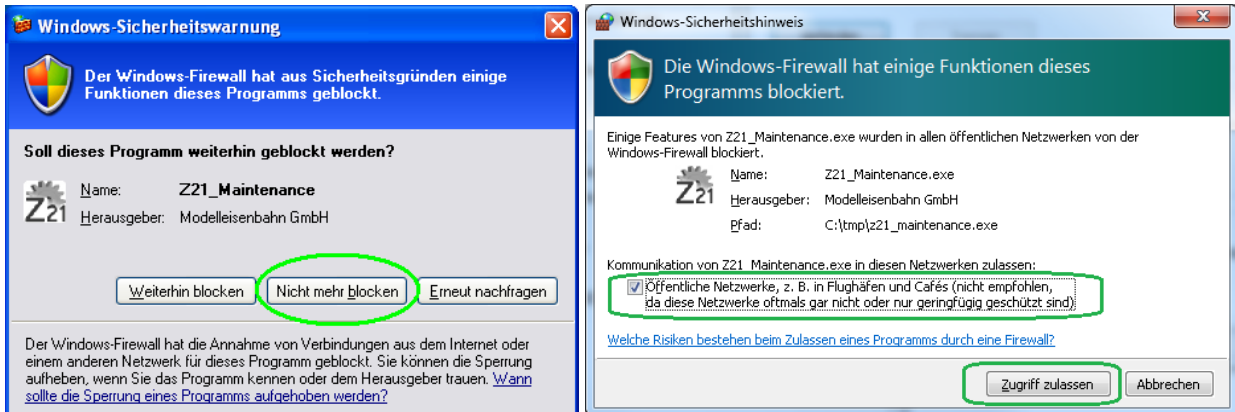 Windows-Sicherheitswarnung
Der Windows-Firewall hat aus Sicherheitsgründen einige
Funktionen dieses Programms geblockt.
Soll dieses Programm weiterhin geblockt werden?
Z21
Name: Z21_Maintenance
Herausgeber: Modelleisenbahn GmbH
Weiterhin blocken Nicht mehr blocken Erneut nachfragen
Der Windows-Firewall hat die Annahme von Verbindungen aus dem Internet oder
einem anderen Netzwerk für dieses Programm geblockt. Sie können die Sperrung
aufheben, wenn Sie das Programm kennen oder dem Herausgeber trauen. Wann
sollte die Sperrung eines Programms aufgehoben werden?
Windows-Sicherheitshinweis
Die Windows-Firewall hat einige Funktionen dieses
Programms blockiert.
Einige Features von Z21_Maintenance.exe wurden in allen öffentlichen Netzwerken von der
Windows-Firewall blockiert.
Z21
Name: Z21_Maintenance.exe
Herausgeber: Modelleisenbahn GmbH
Pfad: C:\tmp\z21_maintenance.exe
Kommunikation von Z21_Maintenance.exe in diesen Netzwerken zulassen:
Öffentliche Netzwerke, z. B. in Flughäfen und Cafés (nicht empfohlen,
da diese Netzwerke oftmals gar nicht oder nur geringfügig geschützt sind)
Welche Risiken bestehen beim Zulassen eines Programms durch eine Firewall?
Zugriff zulassen Abbrechen